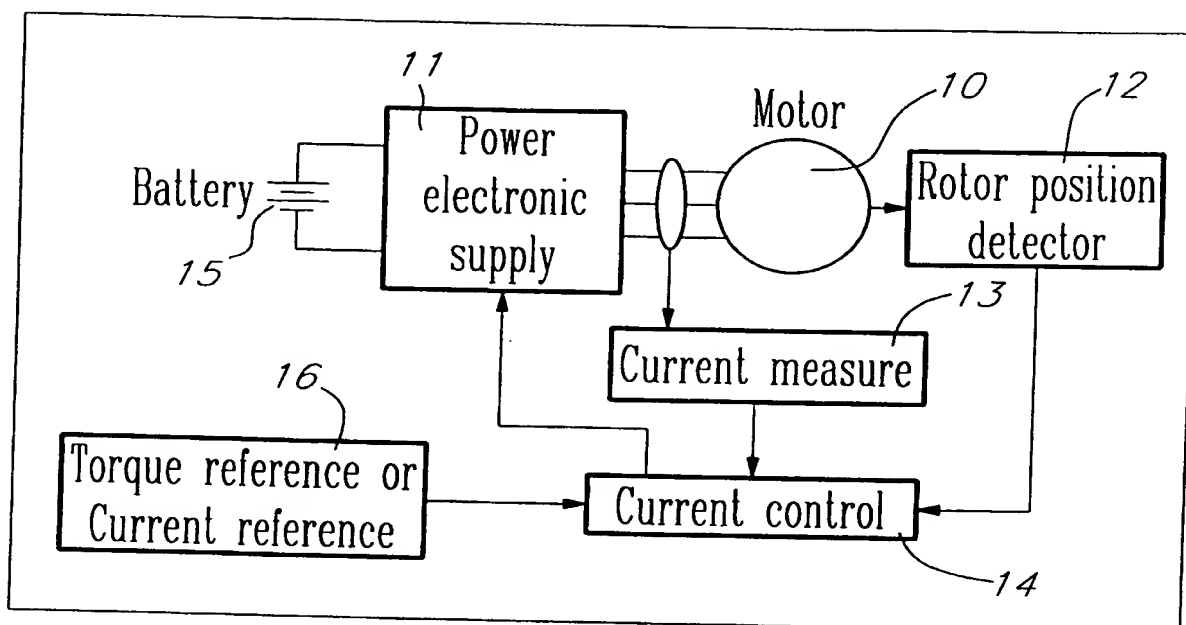 11
10
12
Motor
Power
electronic
supply
Battery
15
Rotor position
detector
13
Current measure
16
Torque reference or
Current reference
Current control
14